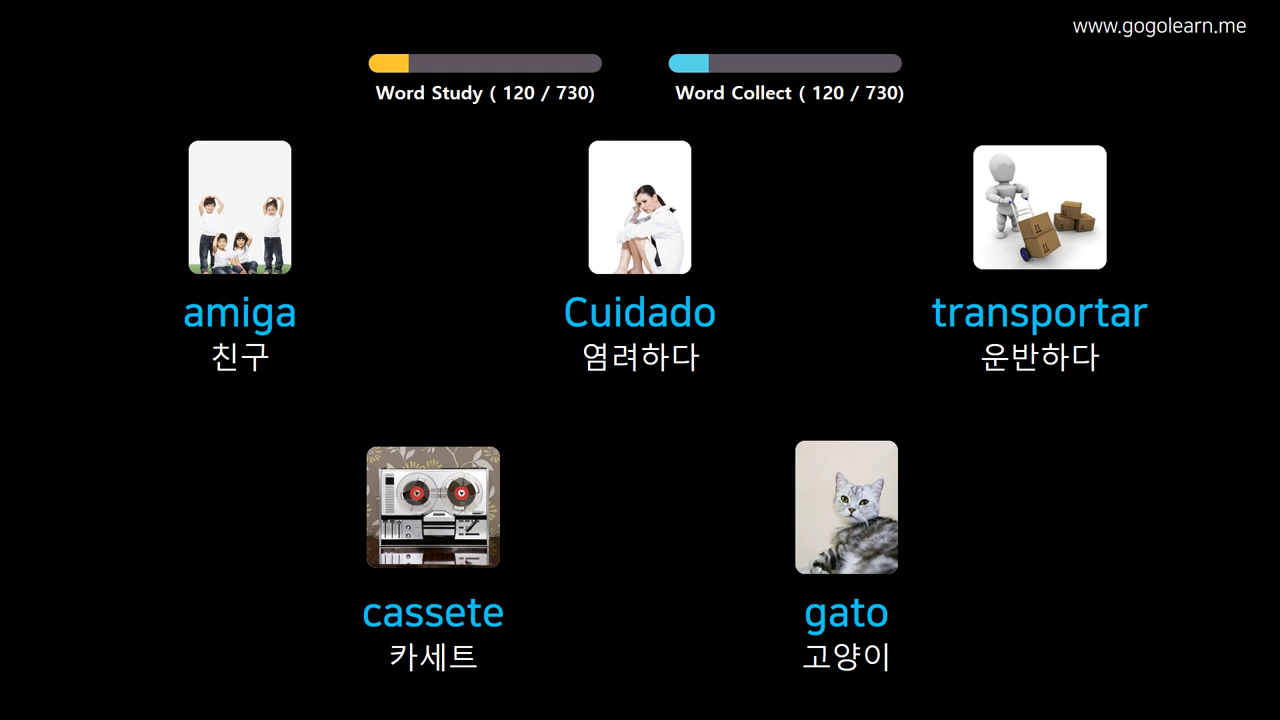 www.gogolearn.me
Word Study ( 120 / 730)
Word Collect ( 120 / 730)
amiga
친구
Cuidado
염려하다
transportar
운반하다
cassete
카세트
gato
고양이